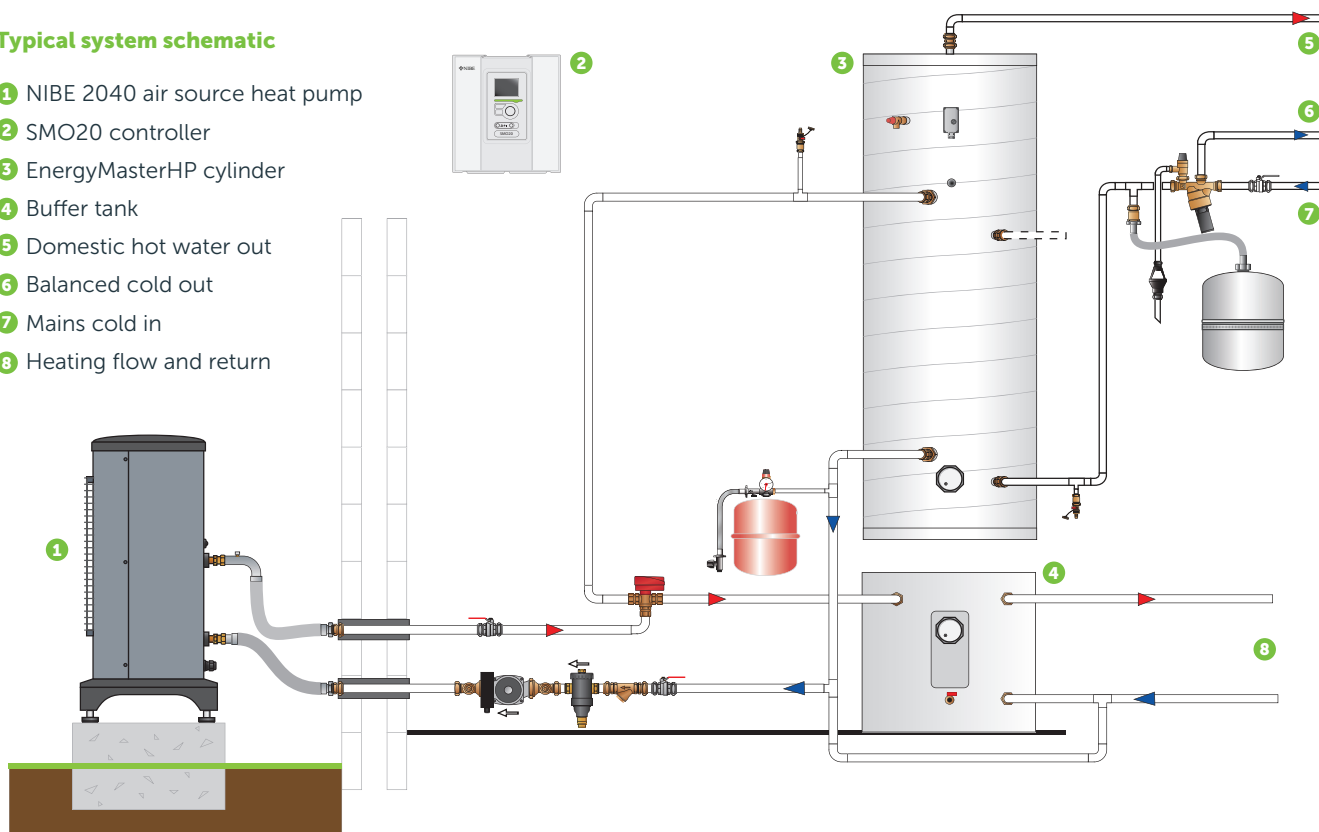 Typical system schematic
1 NIBE 2040 air source heat pump
2 SMO20 controller
3 EnergyMasterHP cylinder
4 Buffer tank
5 Domestic hot water out
6 Balanced cold out
7 Mains cold in
8 Heating flow and return
2
NIBE
SMO20
3
5
6
7
1
4
8